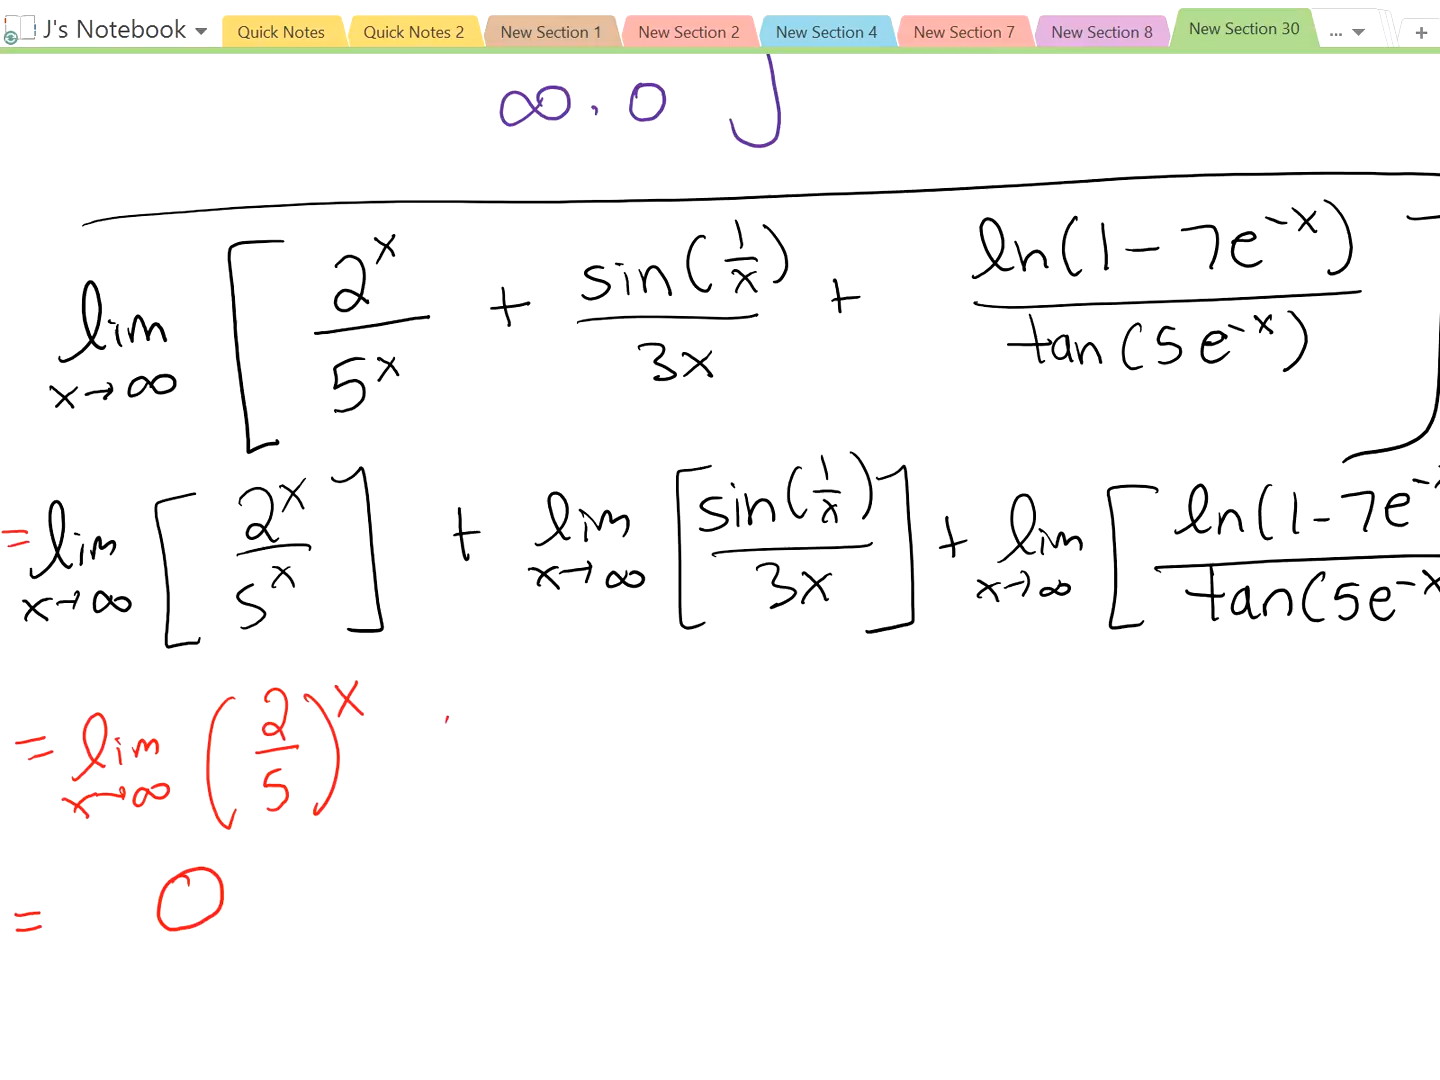 J's Notebook Quick Notes Quick Notes 2 New Section 1 New Section 2 New Section 4 New Section 7 New Section 8 New Section 30 ... +
∞ . 0 ]
lim x→∞ [ 2^x / 5^x + sin(1/x) / 3x + ln(1 - 7e^-x) / tan(5e^-x) ]
= lim x→∞ [ 2^x / 5^x ] + lim x→∞ [ sin(1/x) / 3x ] + lim x→∞ [ ln(1 - 7e^- / tan(5e^-x
= lim x→∞ (2/5)^x
= 0